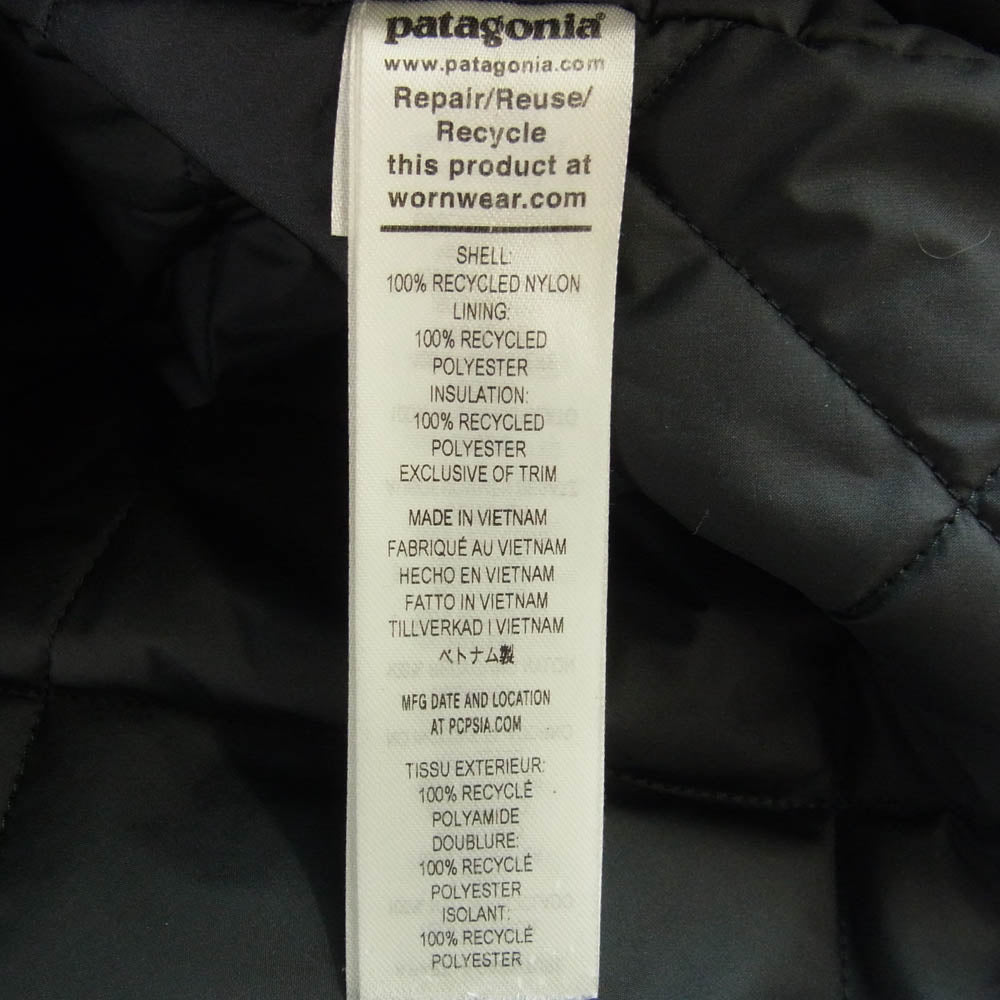 patagonia®
www.patagonia.com
Repair/Reuse/
Recycle
this product at
wornwear.com
SHELL:
100% RECYCLED NYLON
LINING:
100% RECYCLED
POLYESTER
INSULATION:
100% RECYCLED
POLYESTER
EXCLUSIVE OF TRIM
MADE IN VIETNAM
FABRIQUÉ AU VIETNAM
HECHO EN VIETNAM
FATTO IN VIETNAM
TILLVERKAD I VIETNAM
ベトナム製
MFG DATE AND LOCATION
AT PCPSIA.COM
TISSU EXTERIEUR:
100% RECYCLÉ
POLYAMIDE
DOUBLURE:
100% RECYCLÉ
POLYESTER
ISOLANT:
100% RECYCLÉ
POLYESTER